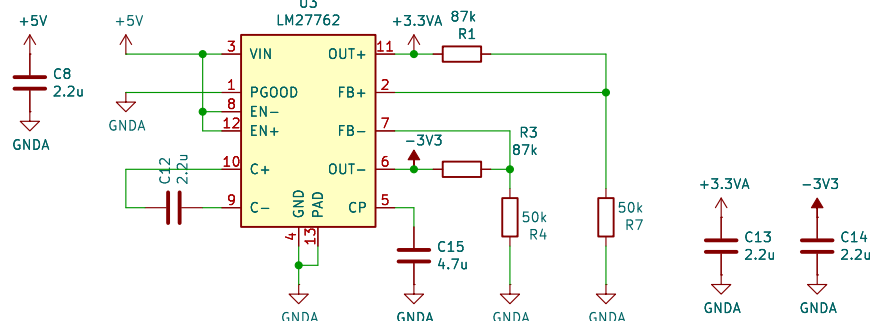 U3
LM27762
+5V
C8
2.2u
GNDA
+5V
GNDA
3 VIN
1 PGOOD
8 EN-
12 EN+
10 C+
9 C-
C12
2.2u
GND
PAD
4
13
GNDA
OUT+ 11
FB+ 2
FB- 7
OUT- 6
CP 5
+3.3VA
87k
R1
-3V3
R3
87k
C15
4.7u
GNDA
50k
R4
GNDA
50k
R7
GNDA
+3.3VA
C13
2.2u
GNDA
-3V3
C14
2.2u
GNDA